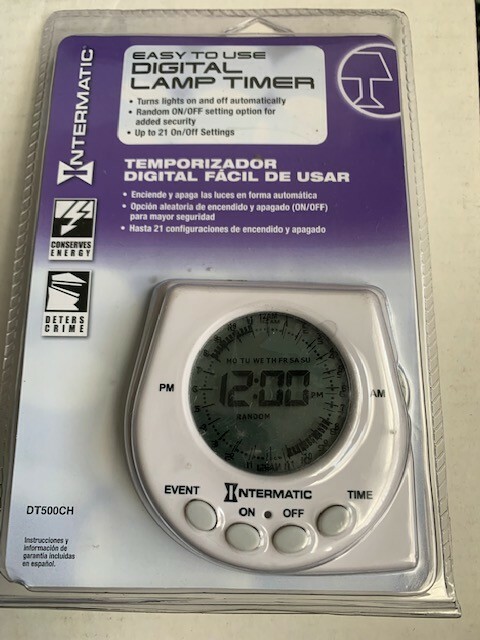 INTERMATIC®
EASY TO USE
DIGITAL
LAMP TIMER
• Turns lights on and off automatically
• Random ON/OFF setting option for
added security
• Up to 21 On/Off Settings
TEMPORIZADOR
DIGITAL FÁCIL DE USAR
• Enciende y apaga las luces en forma automática
• Opción aleatoria de encendido y apagado (ON/OFF)
para mayor seguridad
• Hasta 21 configuraciones de encendido y apagado
CONSERVES
ENERGY
DETERS
CRIME
MO TU WE TH FR SA SU
PM
12:00 PM
AM
RANDOM
EVENT
INTERMATIC
TIME
ON
OFF
DT500CH
Instrucciones y
información de
garantía incluidas
en español.